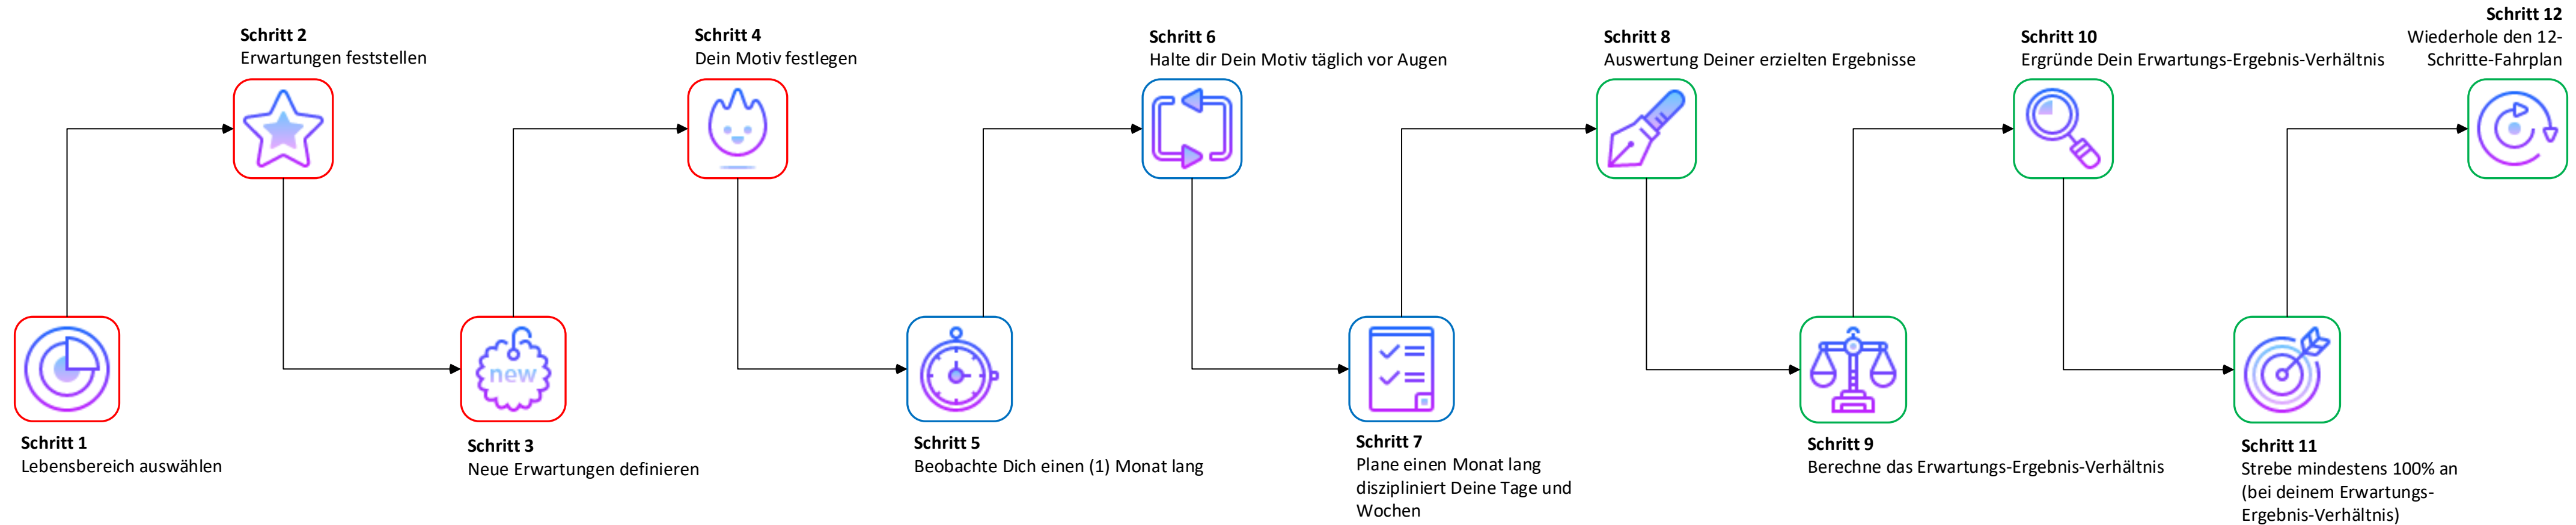 Schritt 1
Lebensbereich auswählen
Schritt 2
Erwartungen feststellen
new
Schritt 3
Neue Erwartungen definieren
Schritt 4
Dein Motiv festlegen
Schritt 5
Beobachte Dich einen (1) Monat lang
Schritt 6
Halte dir Dein Motiv täglich vor Augen
Schritt 7
Plane einen Monat lang
diszipliniert Deine Tage und
Wochen
Schritt 8
Auswertung Deiner erzielten Ergebnisse
Schritt 9
Berechne das Erwartungs-Ergebnis-Verhältnis
Schritt 10
Ergründe Dein Erwartungs-Ergebnis-Verhältnis
Schritt 11
Strebe mindestens 100% an
(bei deinem Erwartungs-
Ergebnis-Verhältnis)
Schritt 12
Wiederhole den 12-
Schritte-Fahrplan